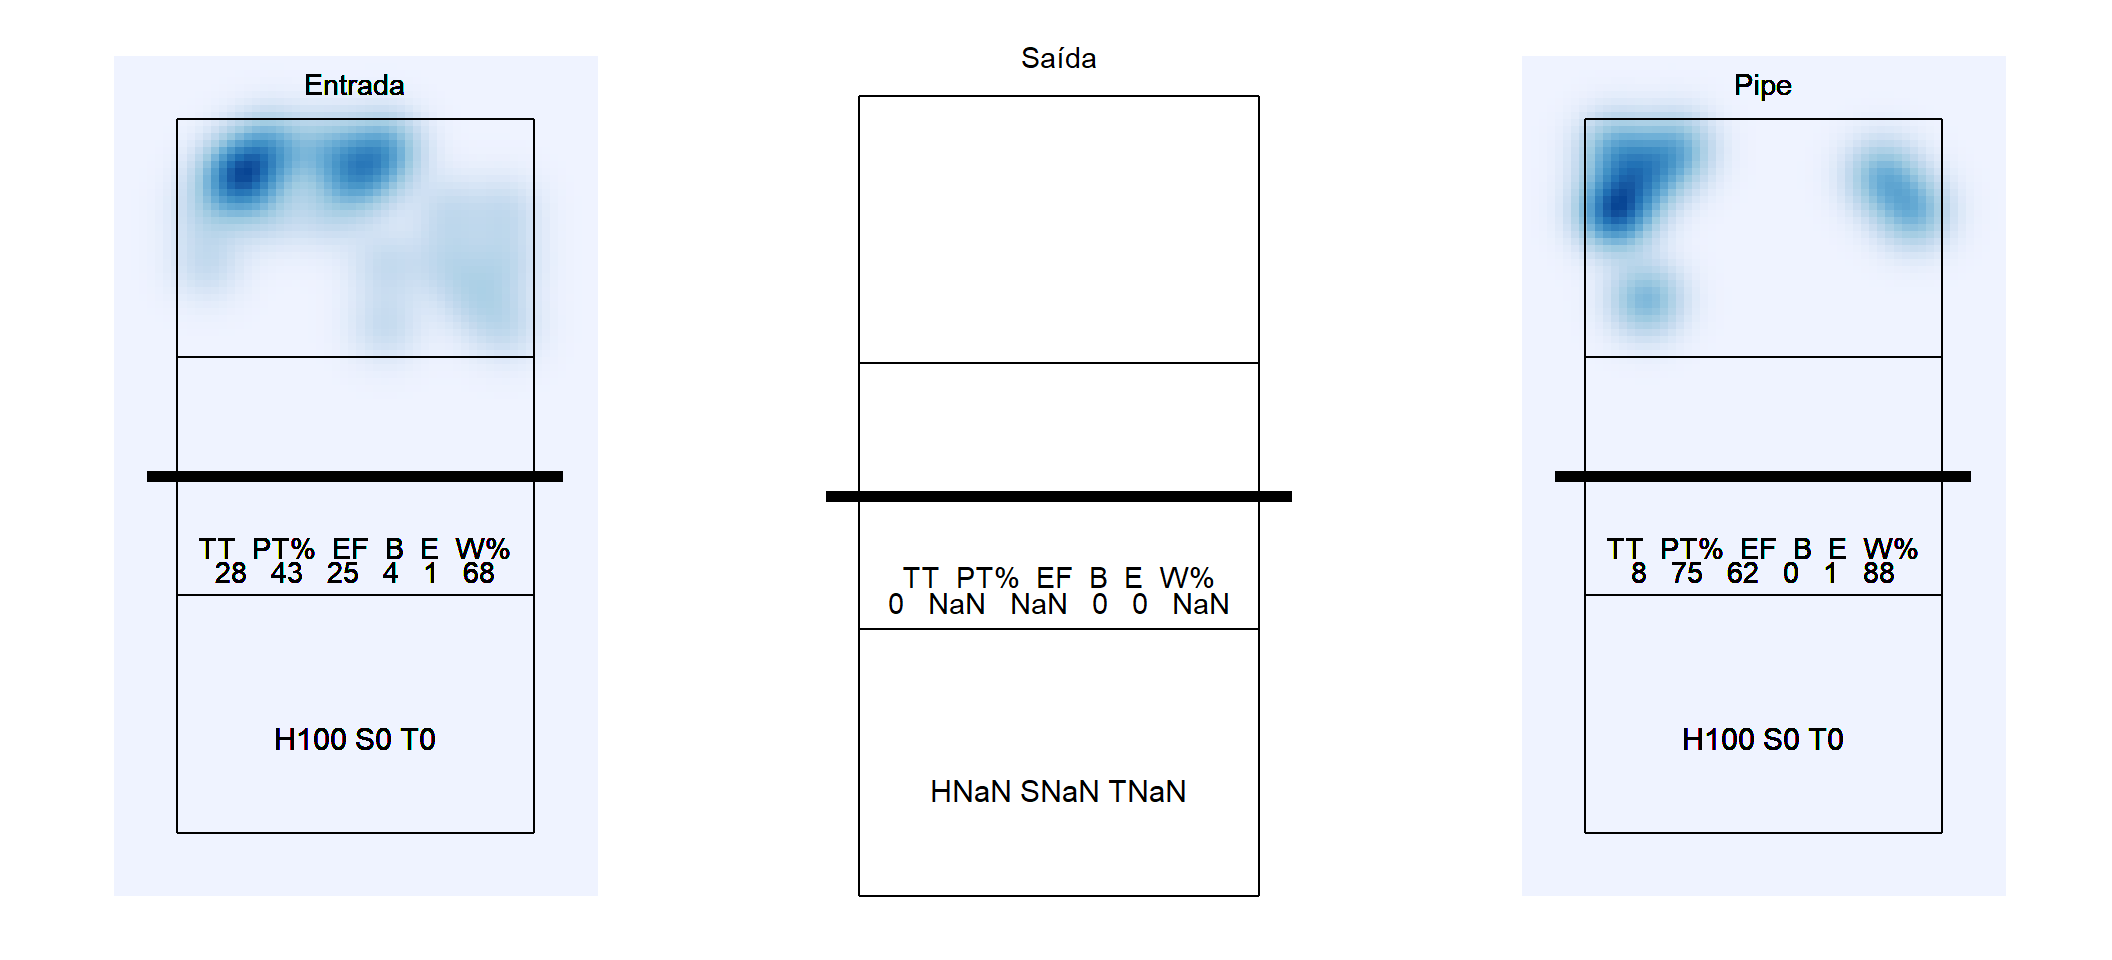 Entrada
TT PT% EF B E W%
28 43 25 4 1 68
H100 S0 T0
Saída
TT PT% EF B E W%
0 NaN NaN 0 0 NaN
HNaN SNaN TNaN
Pipe
TT PT% EF B E W%
8 75 62 0 1 88
H100 S0 T0